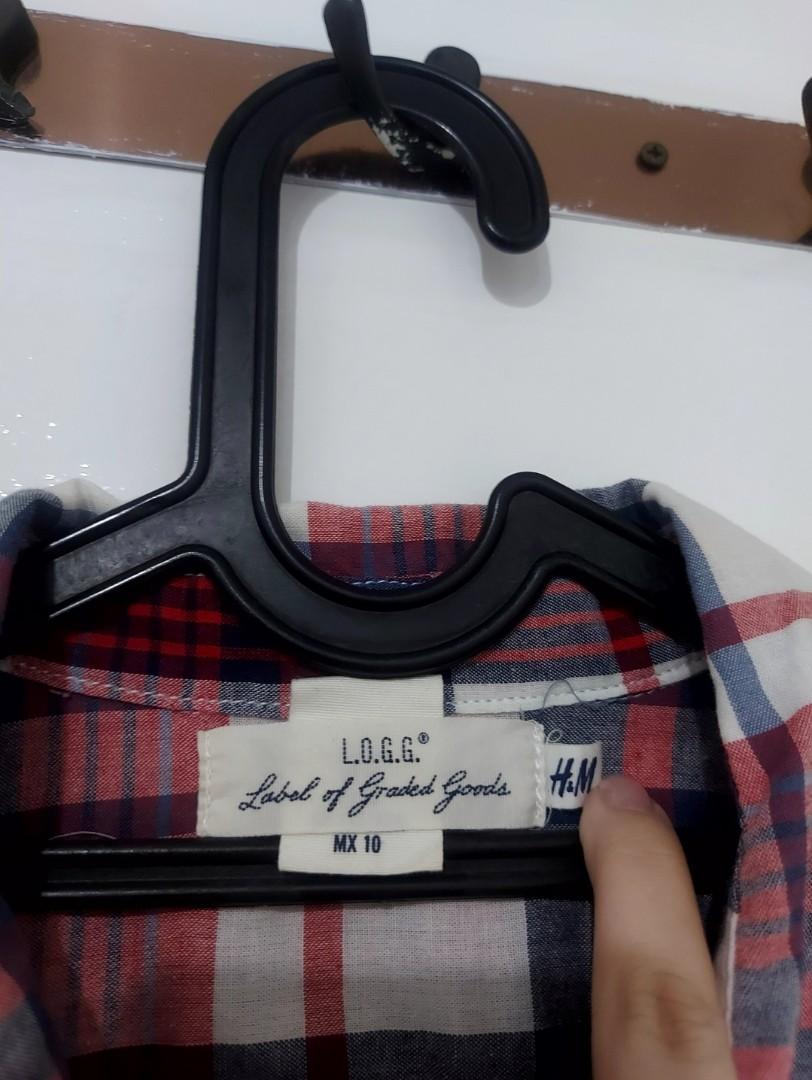 L.O.G.G.®
Label of Graded Goods
H&M
MX 10